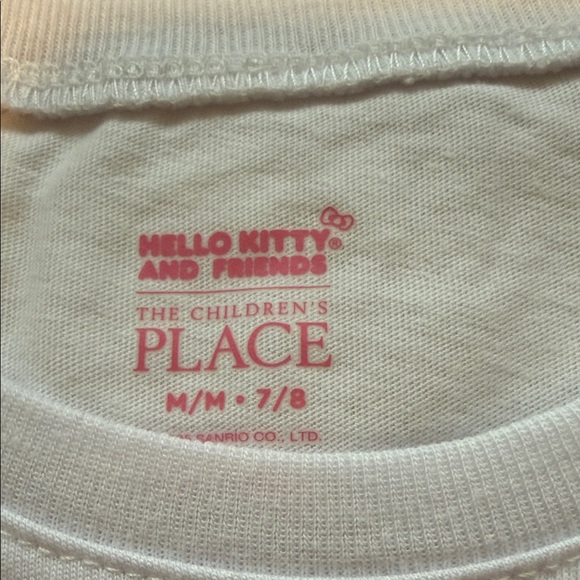 HELLO KITTY®
AND FRIENDS
THE CHILDREN'S
PLACE
M/M • 7/8
SANRIO CO., LTD.